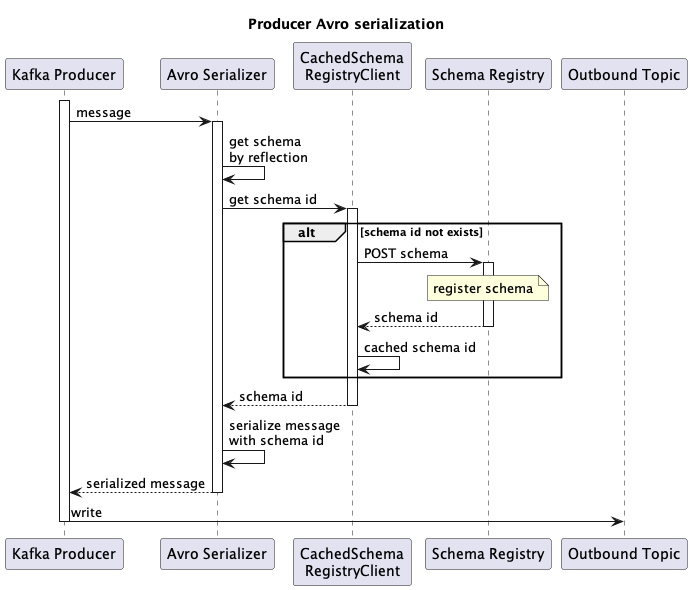 Producer Avro serialization
Kafka Producer
Avro Serializer
CachedSchema
RegistryClient
Schema Registry
Outbound Topic
message
get schema
by reflection
get schema id
alt
[schema id not exists]
POST schema
register schema
schema id
cached schema id
schema id
serialize message
with schema id
serialized message
write
Kafka Producer
Avro Serializer
CachedSchema
RegistryClient
Schema Registry
Outbound Topic